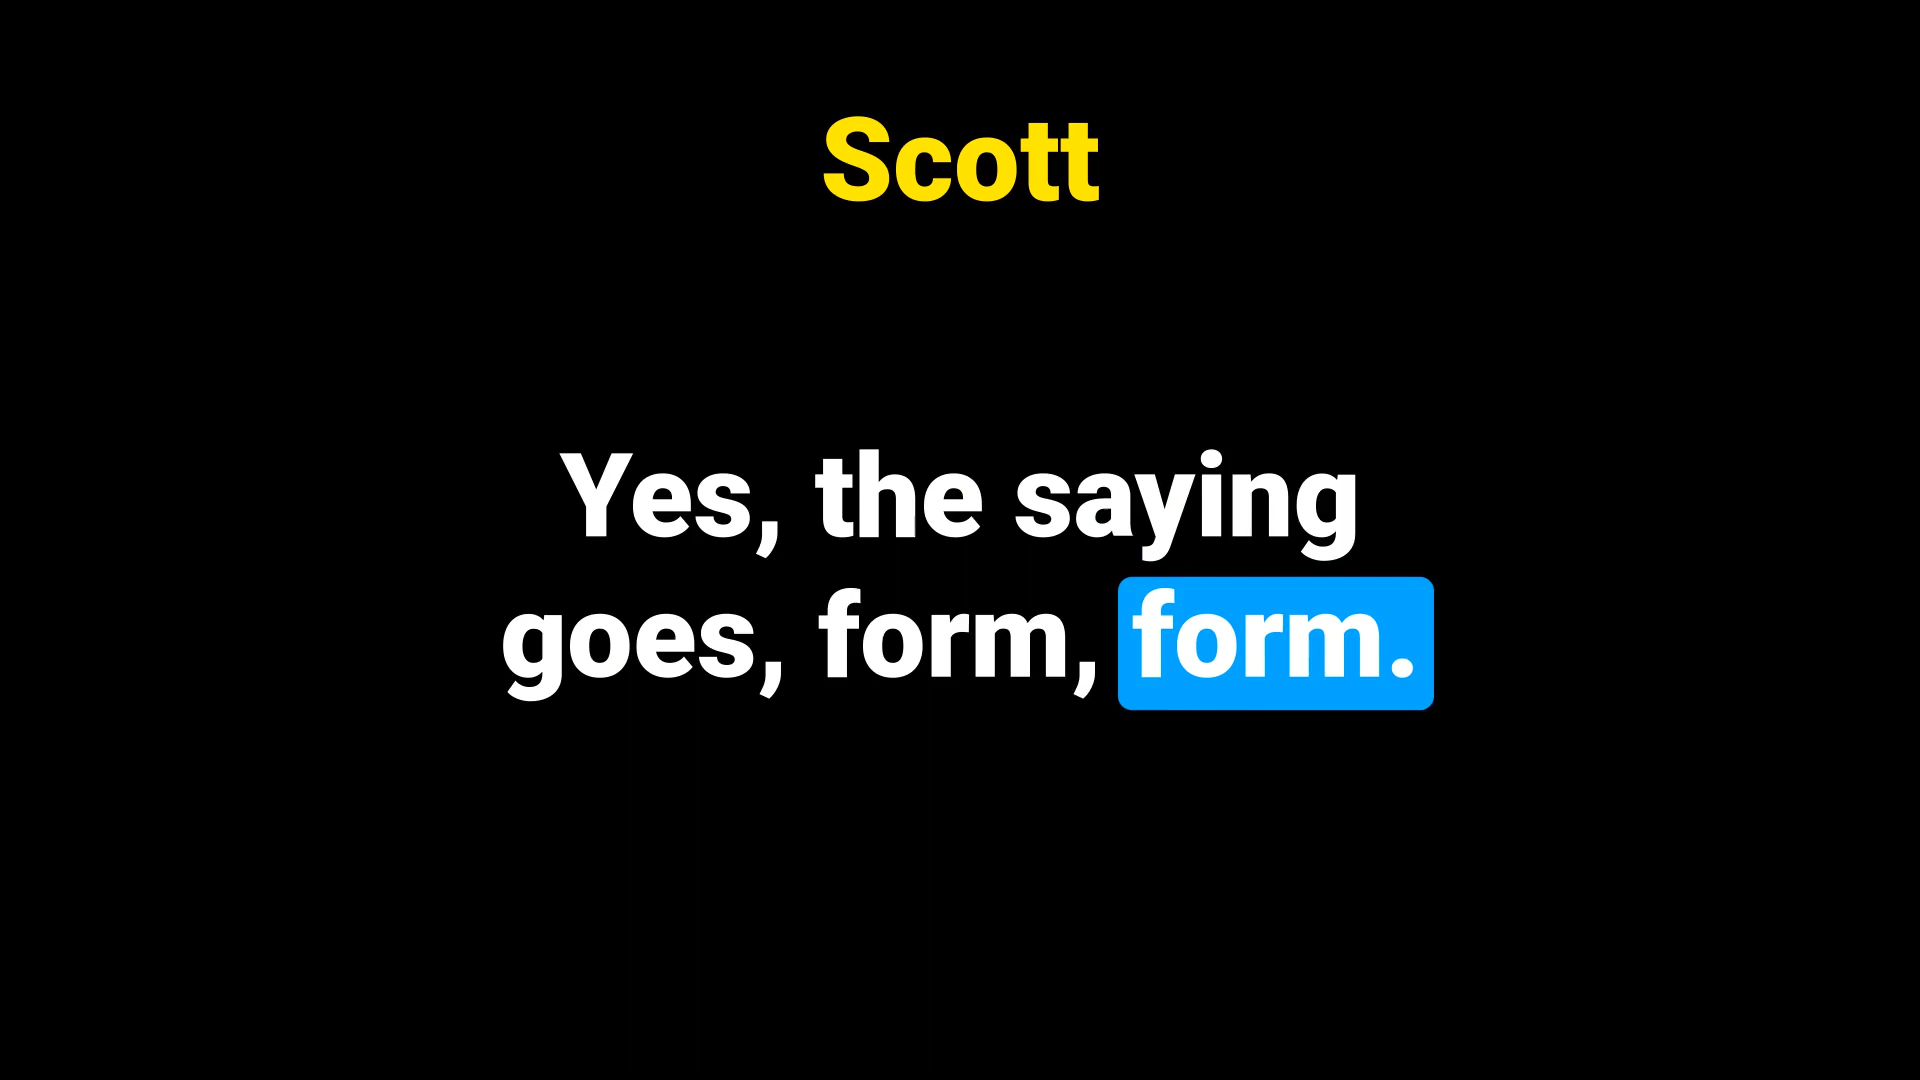 Scott
Yes, the saying
goes, form, form.